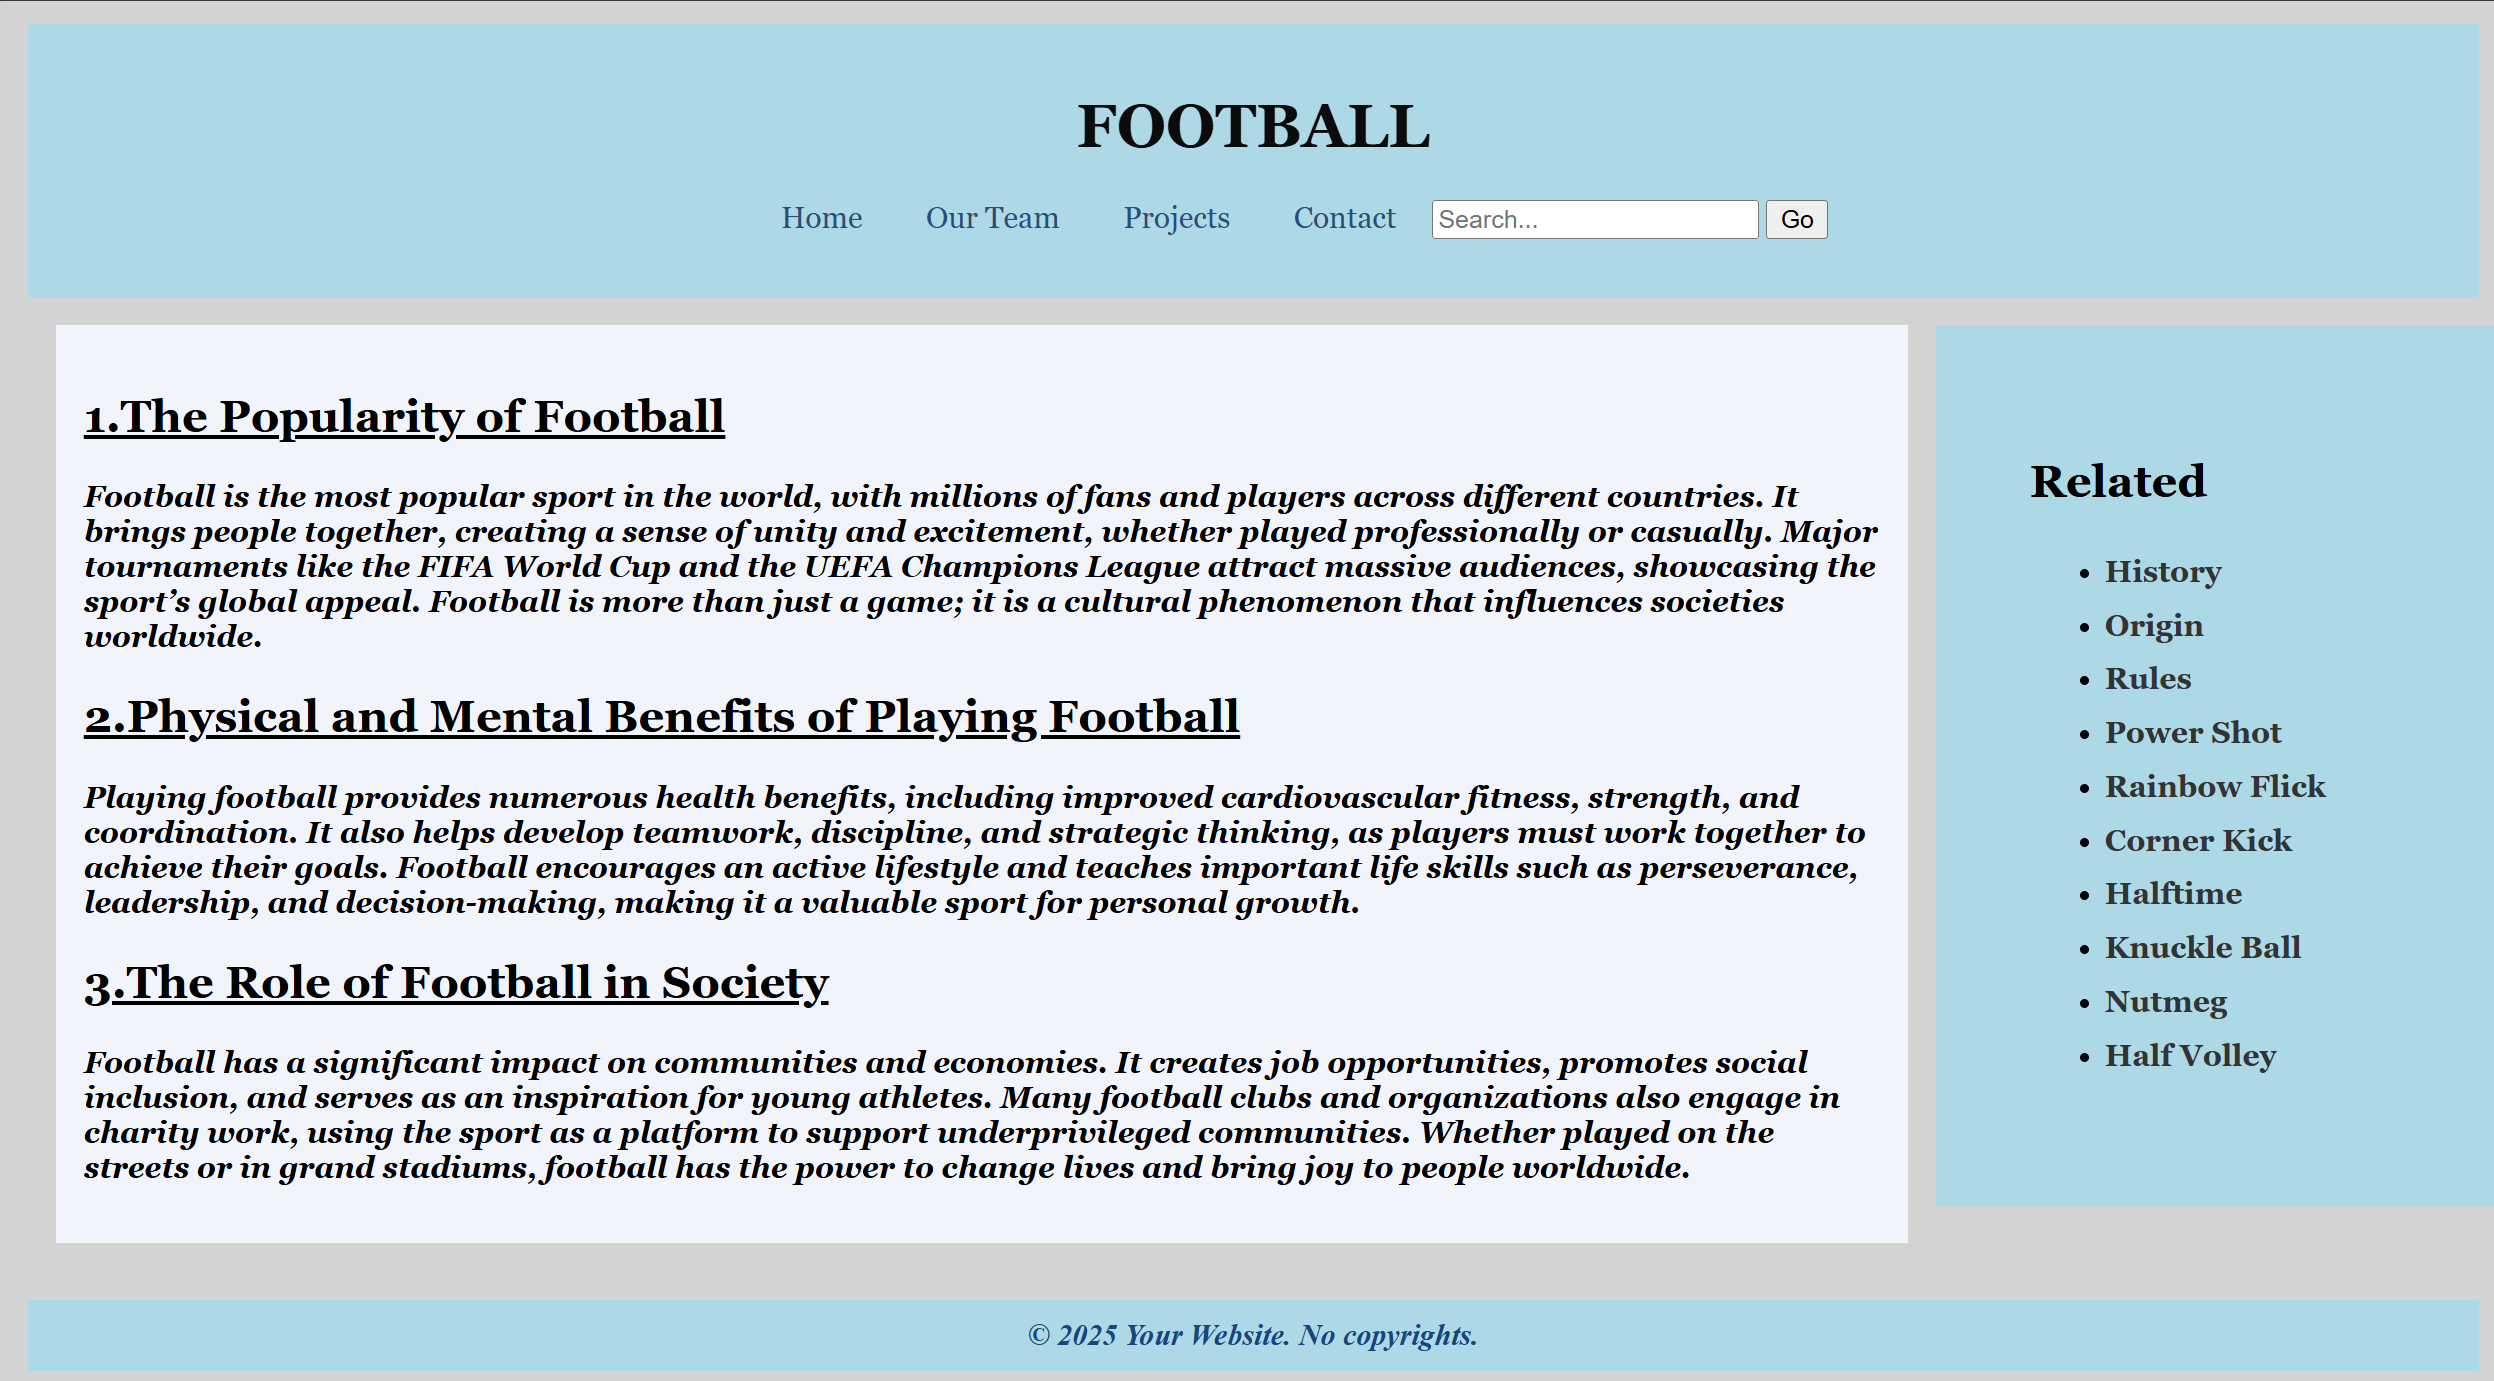 FOOTBALL
Home Our Team Projects Contact Search... Go
1.The Popularity of Football
Football is the most popular sport in the world, with millions of fans and players across different countries. It
brings people together, creating a sense of unity and excitement, whether played professionally or casually. Major
tournaments like the FIFA World Cup and the UEFA Champions League attract massive audiences, showcasing the
sport’s global appeal. Football is more than just a game; it is a cultural phenomenon that influences societies
worldwide.
2.Physical and Mental Benefits of Playing Football
Playing football provides numerous health benefits, including improved cardiovascular fitness, strength, and
coordination. It also helps develop teamwork, discipline, and strategic thinking, as players must work together to
achieve their goals. Football encourages an active lifestyle and teaches important life skills such as perseverance,
leadership, and decision-making, making it a valuable sport for personal growth.
3.The Role of Football in Society
Football has a significant impact on communities and economies. It creates job opportunities, promotes social
inclusion, and serves as an inspiration for young athletes. Many football clubs and organizations also engage in
charity work, using the sport as a platform to support underprivileged communities. Whether played on the
streets or in grand stadiums, football has the power to change lives and bring joy to people worldwide.
Related
• History
• Origin
• Rules
• Power Shot
• Rainbow Flick
• Corner Kick
• Halftime
• Knuckle Ball
• Nutmeg
• Half Volley
© 2025 Your Website. No copyrights.